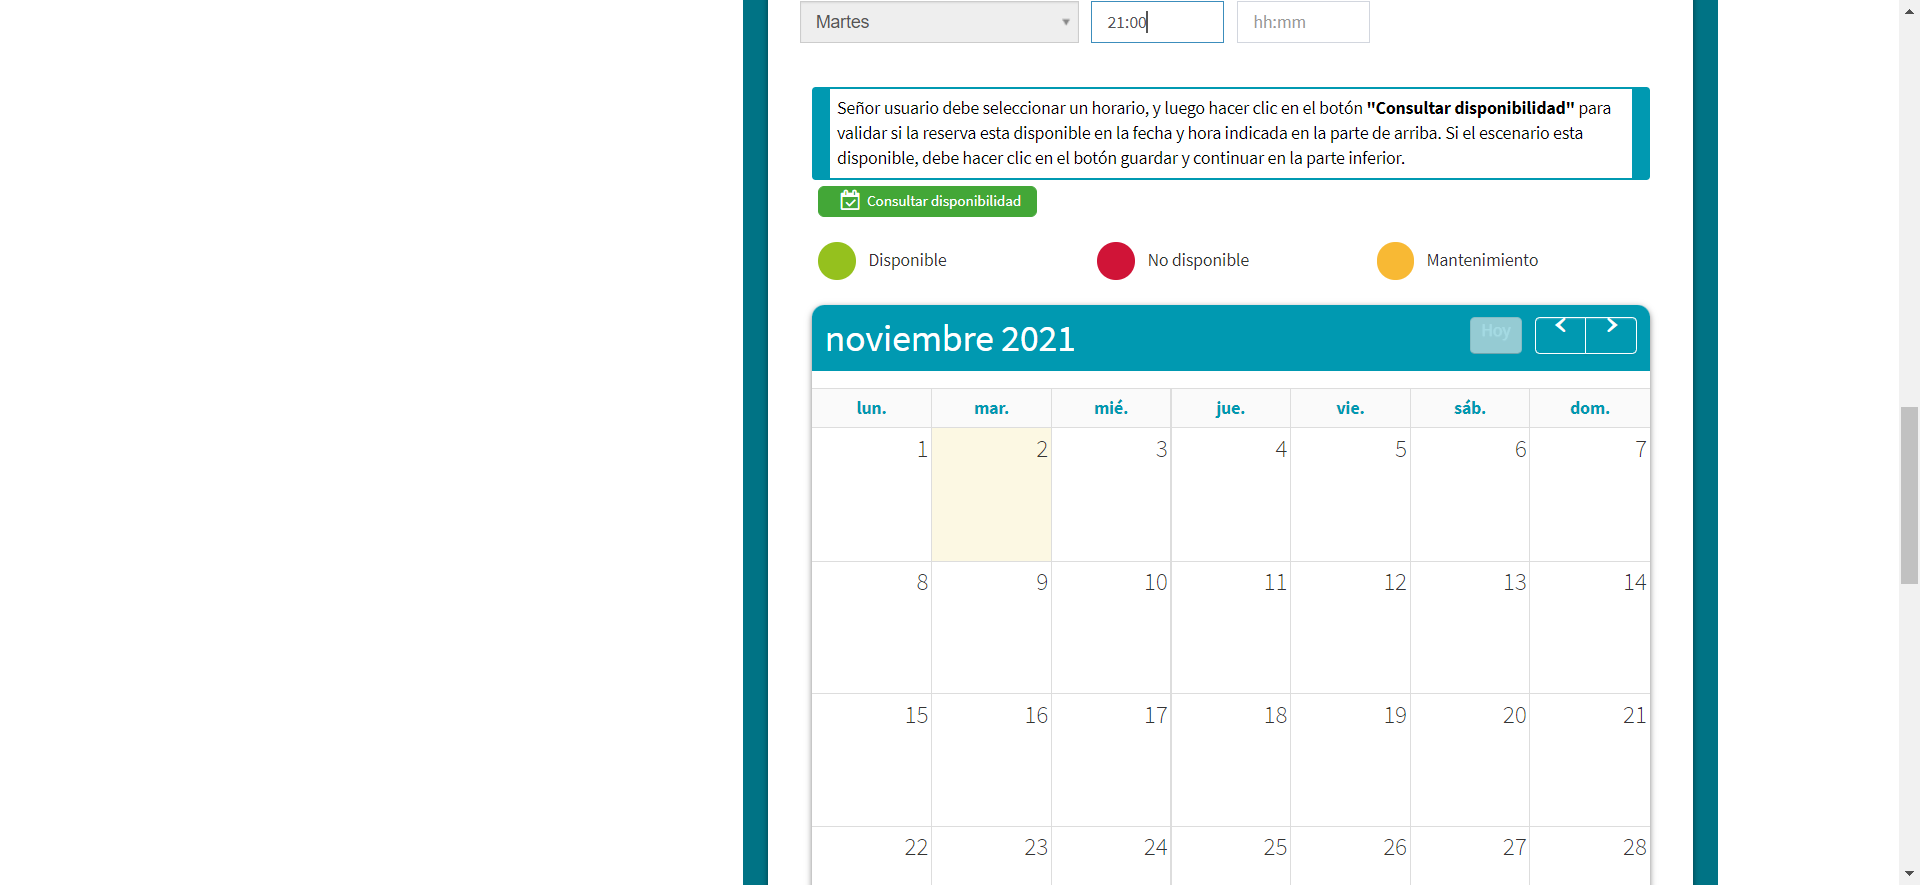 Martes 21:00 hh:mm
Señor usuario debe seleccionar un horario, y luego hacer clic en el botón "Consultar disponibilidad" para
validar si la reserva esta disponible en la fecha y hora indicada en la parte de arriba. Si el escenario esta
disponible, debe hacer clic en el botón guardar y continuar en la parte inferior.
Consultar disponibilidad
Disponible No disponible Mantenimiento
noviembre 2021 Hoy
lun. mar. mié. jue. vie. sáb. dom.
1 2 3 4 5 6 7
8 9 10 11 12 13 14
15 16 17 18 19 20 21
22 23 24 25 26 27 28